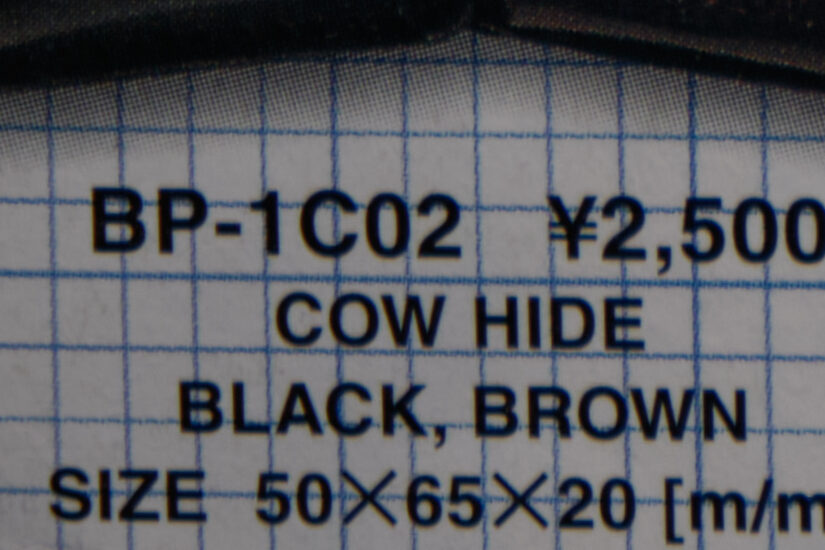 BP-1C02 ¥2,500
COW HIDE
BLACK, BROWN
SIZE 50×65×20 [m/m